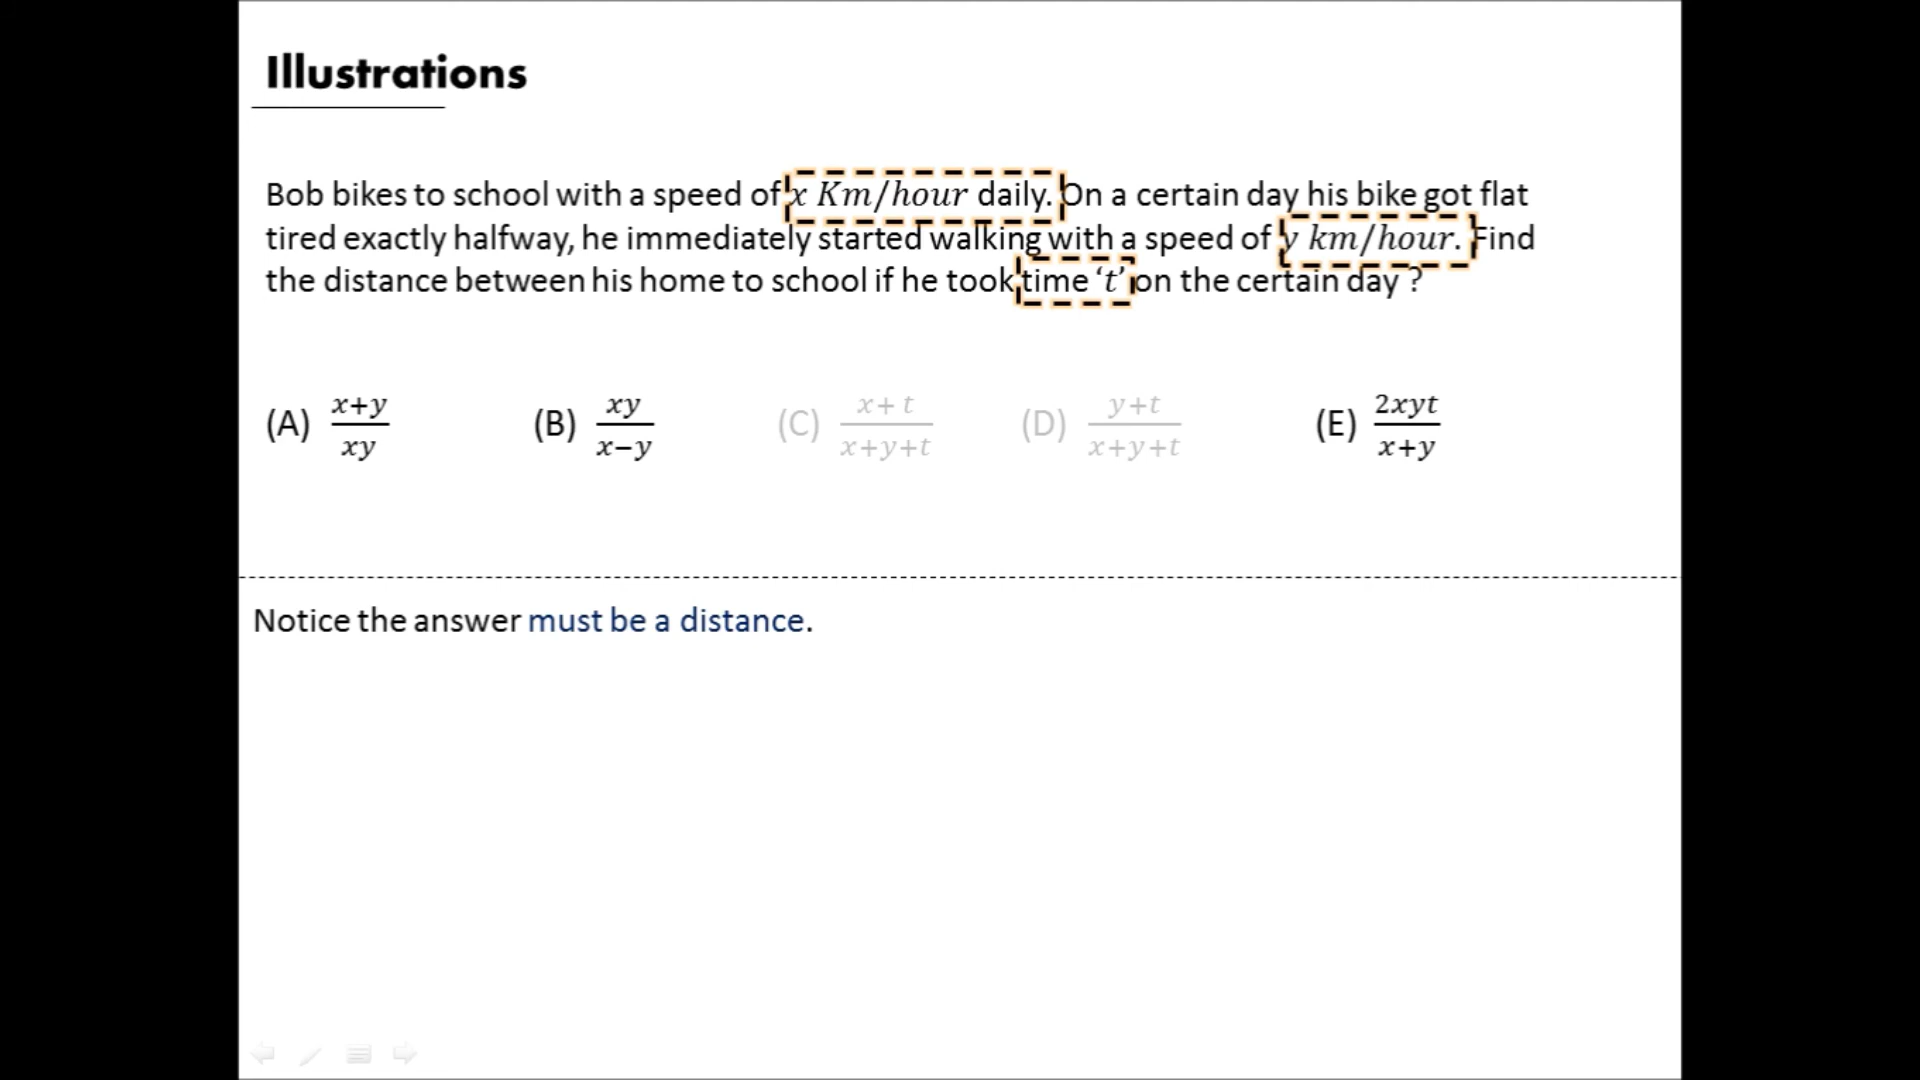 Illustrations
Bob bikes to school with a speed of x Km/hour daily. On a certain day his bike got flat
tired exactly halfway, he immediately started walking with a speed of y km/hour. Find
the distance between his home to school if he took time ‘t’ on the certain day ?
(A) x+y/xy (B) xy/x−y (C) x+ t/x+y+t (D) y+t/x+y+t (E) 2xyt/x+y
Notice the answer must be a distance.